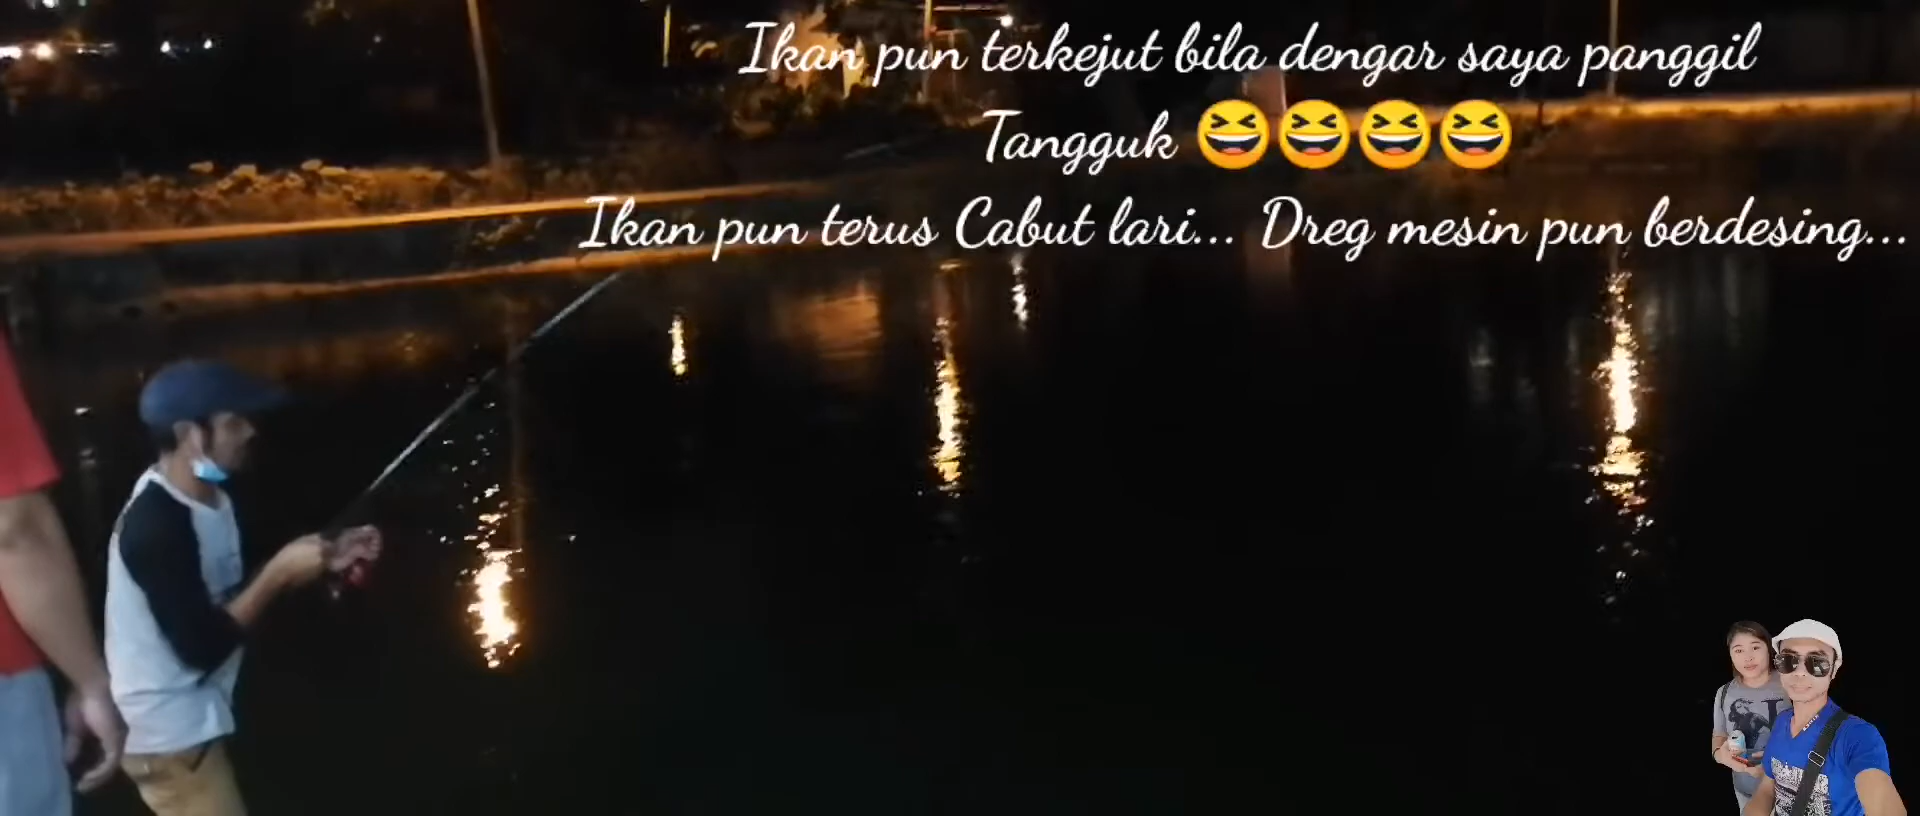 Ikan pun terkejut bila dengar saya panggil
Tangguk 😆😆😆😆
Ikan pun terus Cabut lari... Dreg mesin pun berdesing...